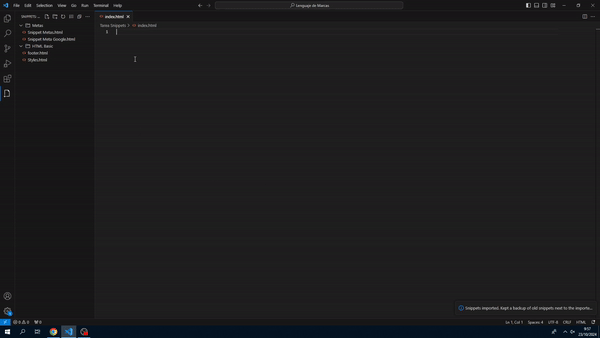 File Edit Selection View Go Run Terminal Help
Lenguaje de Marcas
SNIPPETS ...
index.html
Tarea Snippets > index.html
1
Metas
Snippet Metas.html
Snippet Meta Google.html
HTML Basic
footer.html
Styles.html
Snippets imported. Kept a backup of old snippets next to the importe...
0 0 0
Ln 1, Col 1 Spaces: 4 UTF-8 CRLF HTML
9:57
23/10/2024